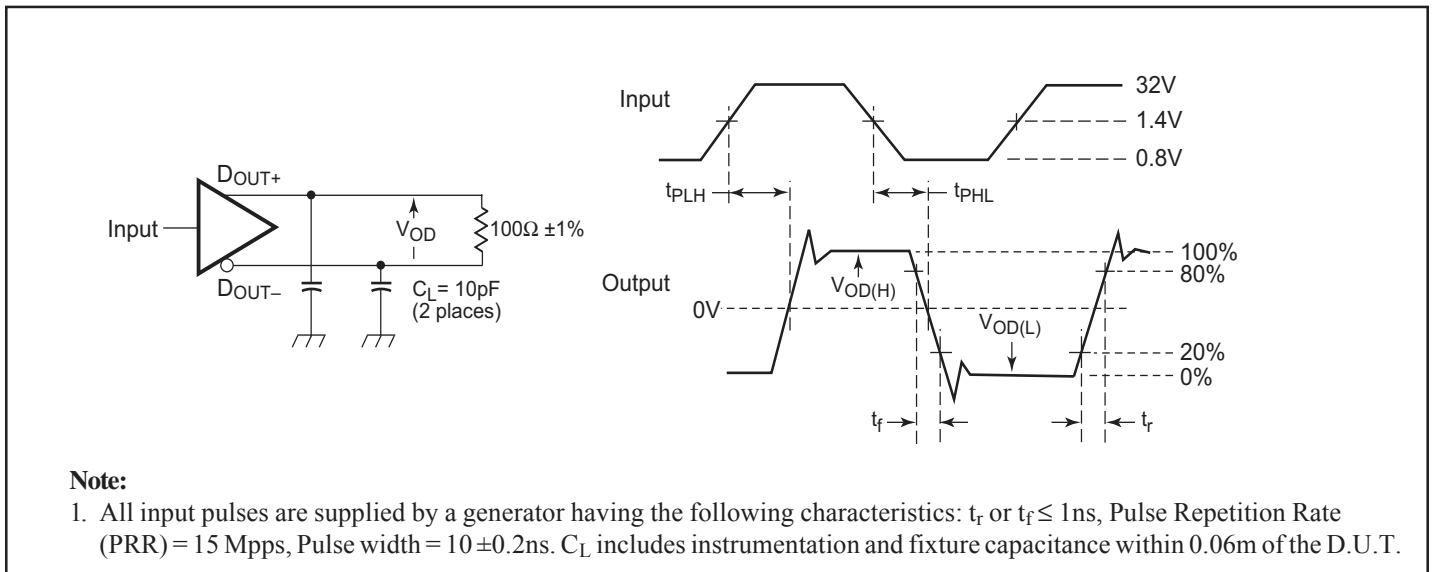 Input
32V
1.4V
0.8V
tPLH
tPHL
DOUT+
Input
VOD
100Ω ±1%
DOUT–
CL= 10pF
(2 places)
Output
100%
80%
VOD(H)
0V
VOD(L)
20%
0%
tf
tr
Note:
1. All input pulses are supplied by a generator having the following characteristics: tr or tf ≤ 1ns, Pulse Repetition Rate
(PRR) = 15 Mpps, Pulse width = 10 ±0.2ns. CL includes instrumentation and fixture capacitance within 0.06m of the D.U.T.